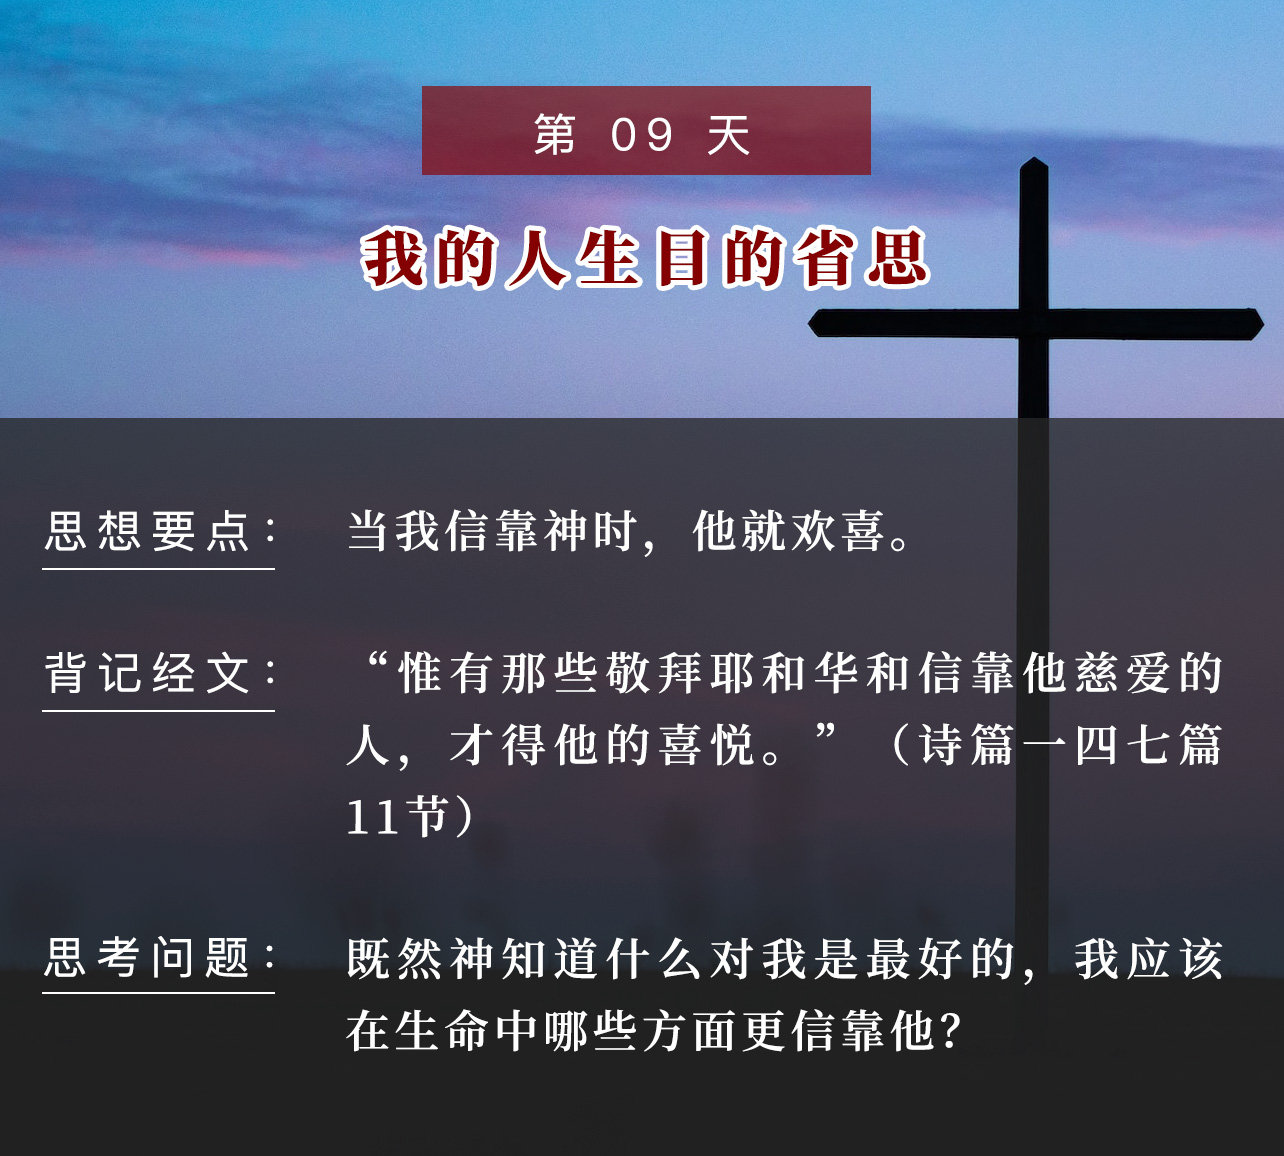 第 09 天
我的人生目的省思
思想要点： 当我信靠神时，他就欢喜。
背记经文： “惟有那些敬拜耶和华和信靠他慈爱的
人，才得他的喜悦。”（诗篇一四七篇
11节）
思考问题： 既然神知道什么对我是最好的，我应该
在生命中哪些方面更信靠他？